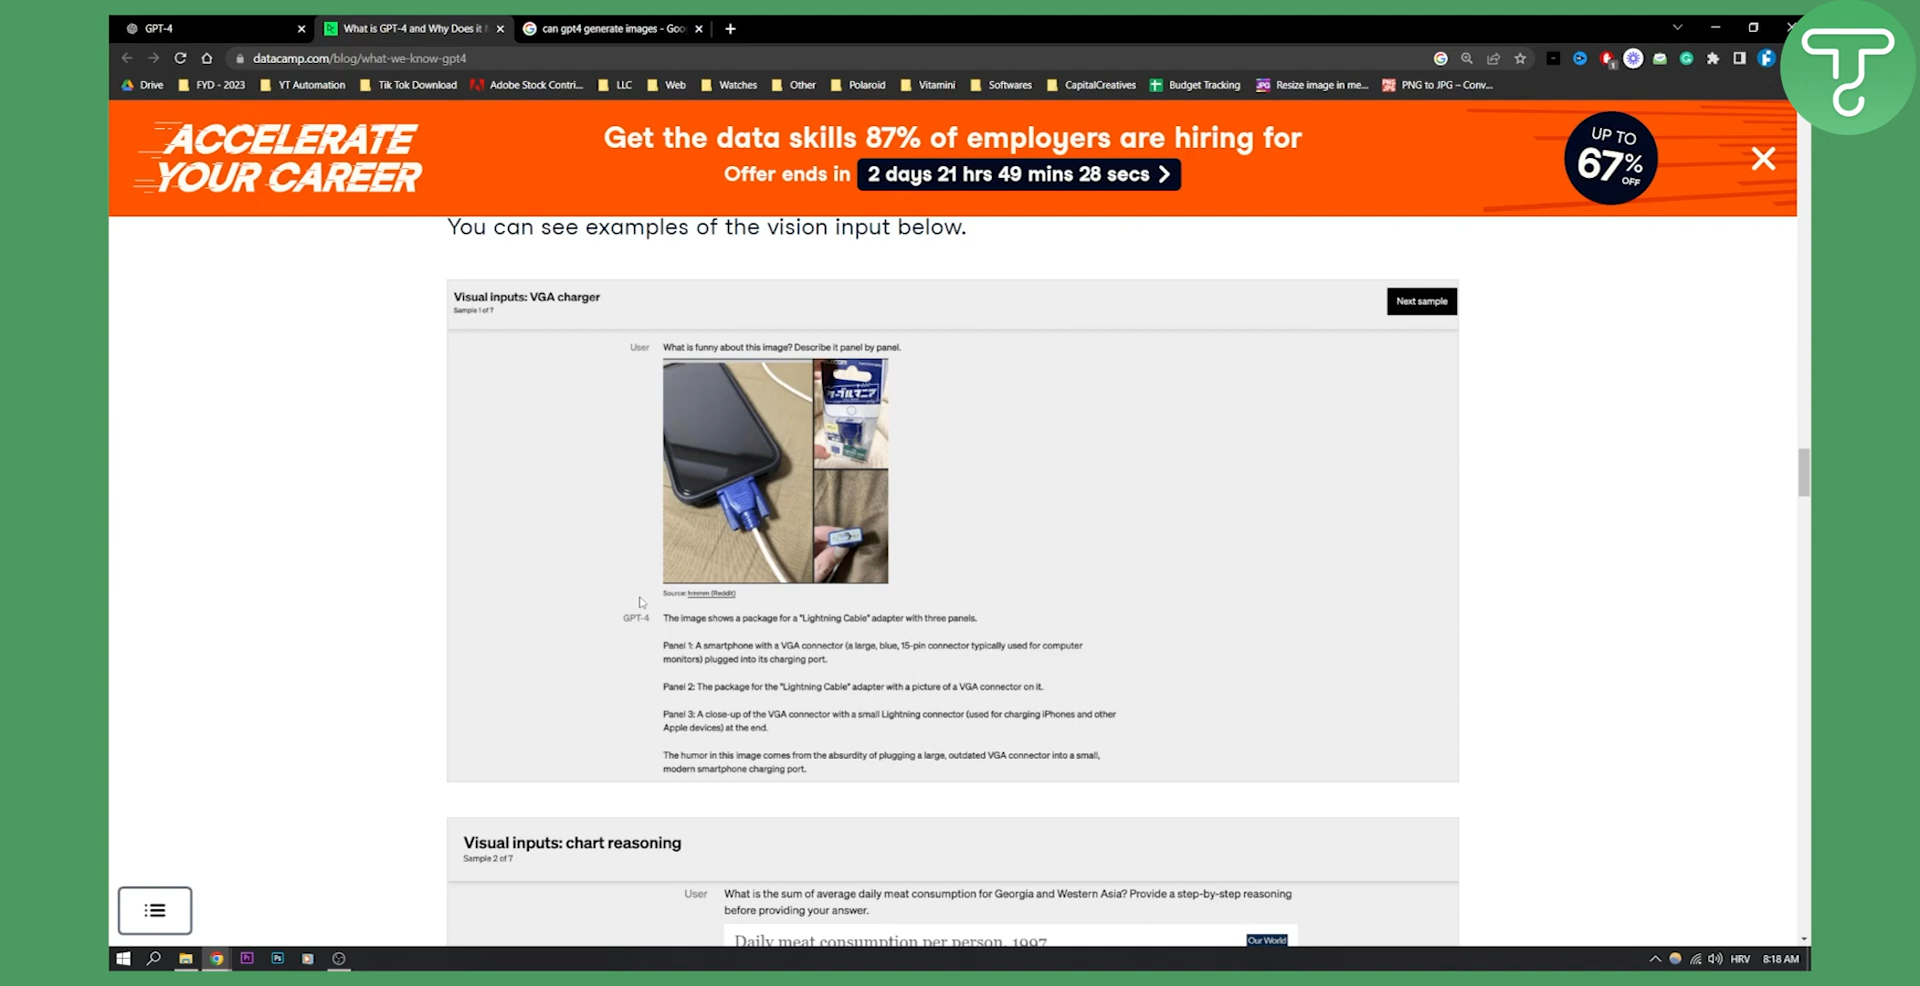 GPT-4
What is GPT-4 and Why Does it
can gpt4 generate images - Goo
datacamp.com/blog/what-we-know-gpt4
Drive
FYD - 2023
YT Automation
Tik Tok Download
Adobe Stock Contri...
LLC
Web
Watches
Other
Polaroid
Vitamini
Softwares
CapitalCreatives
Budget Tracking
Resize image in me...
PNG to JPG – Conv...
ACCELERATE
YOUR CAREER
Get the data skills 87% of employers are hiring for
Offer ends in 2 days 21 hrs 49 mins 28 secs
UP TO
67%
OFF
You can see examples of the vision input below.
Visual inputs: VGA charger
Sample 1 of 7
Next sample
User What is funny about this image? Describe it panel by panel.
Source: hmmm (Reddit)
GPT-4 The image shows a package for a "Lightning Cable" adapter with three panels.
Panel 1: A smartphone with a VGA connector (a large, blue, 15-pin connector typically used for computer
monitors) plugged into its charging port.
Panel 2: The package for the "Lightning Cable" adapter with a picture of a VGA connector on it.
Panel 3: A close-up of the VGA connector with a small Lightning connector (used for charging iPhones and other
Apple devices) at the end.
The humor in this image comes from the absurdity of plugging a large, outdated VGA connector into a small,
modern smartphone charging port.
Visual inputs: chart reasoning
Sample 2 of 7
User What is the sum of average daily meat consumption for Georgia and Western Asia? Provide a step-by-step reasoning
before providing your answer.
Daily meat consumption per person, 1997
Our World
HRV 8:18 AM